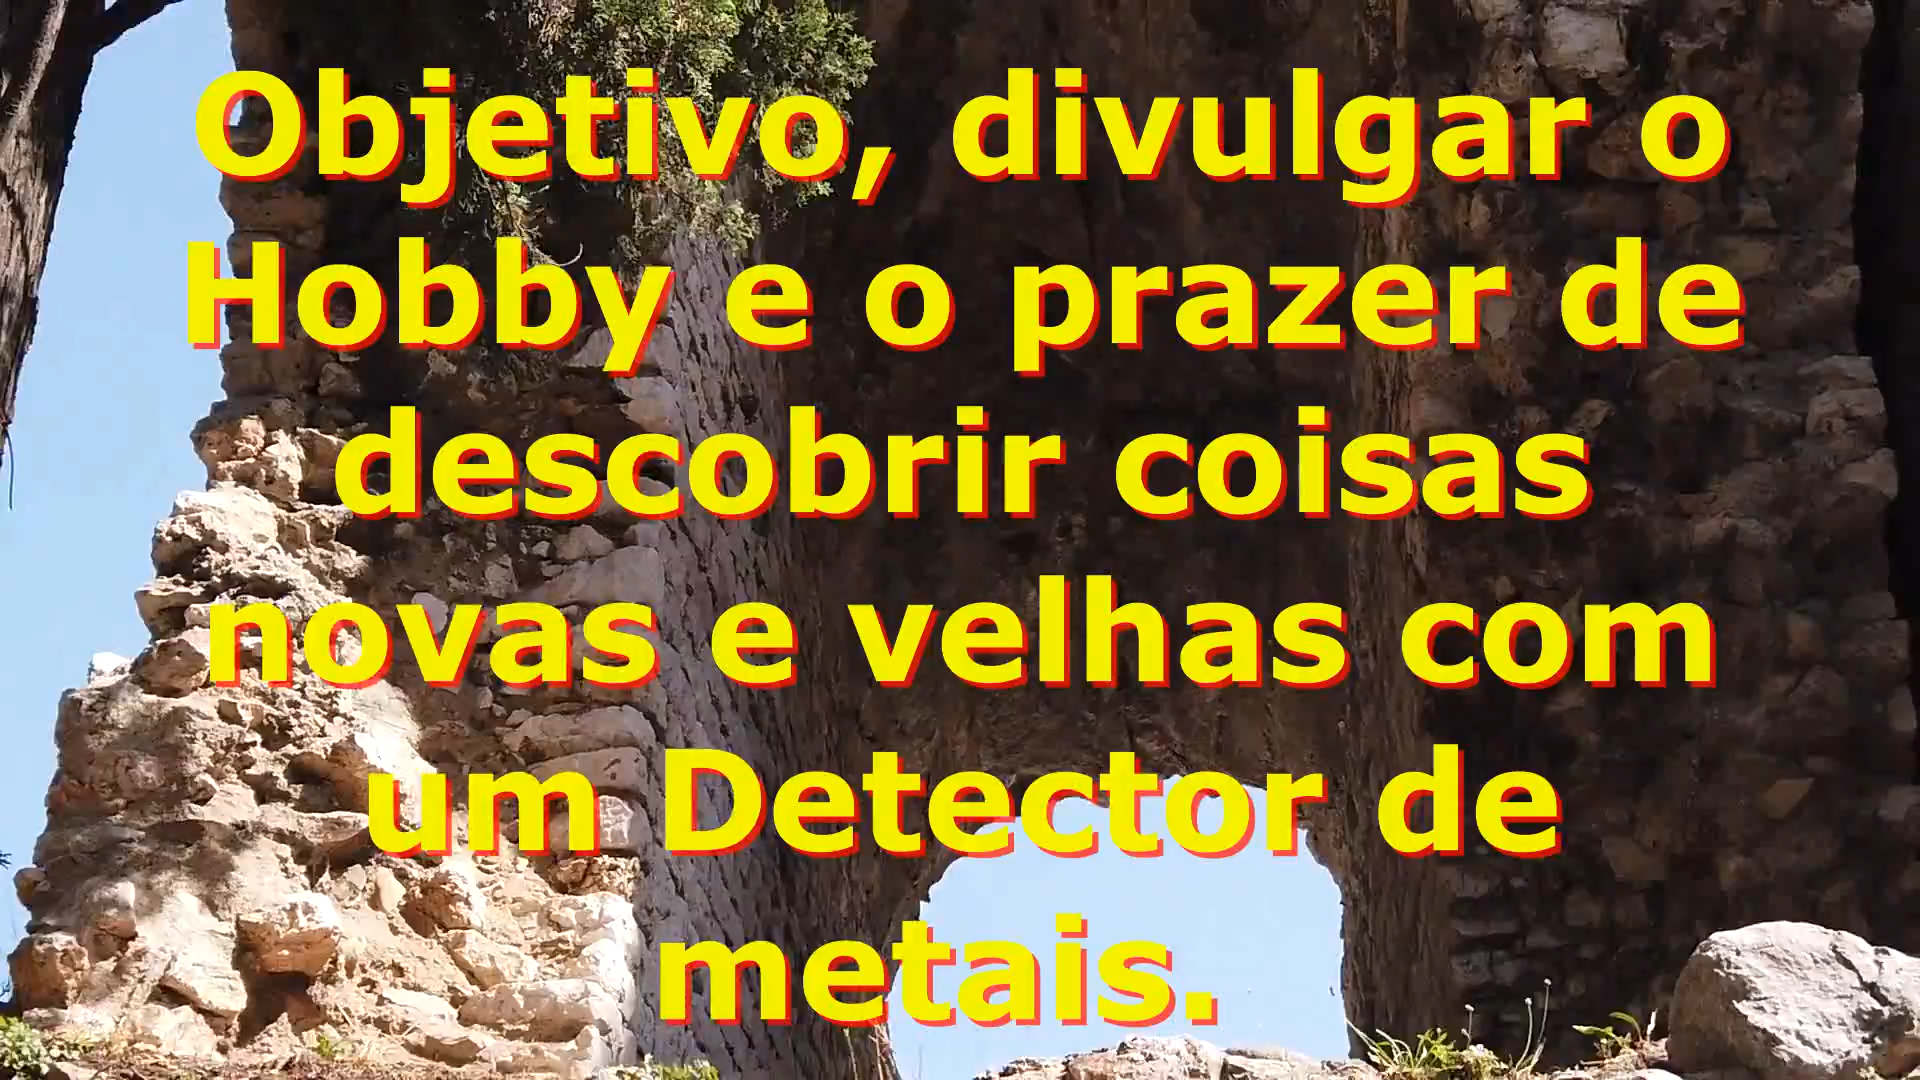 Objetivo, divulgar o
Hobby e o prazer de
descobrir coisas
novas e velhas com
um Detector de
metais.